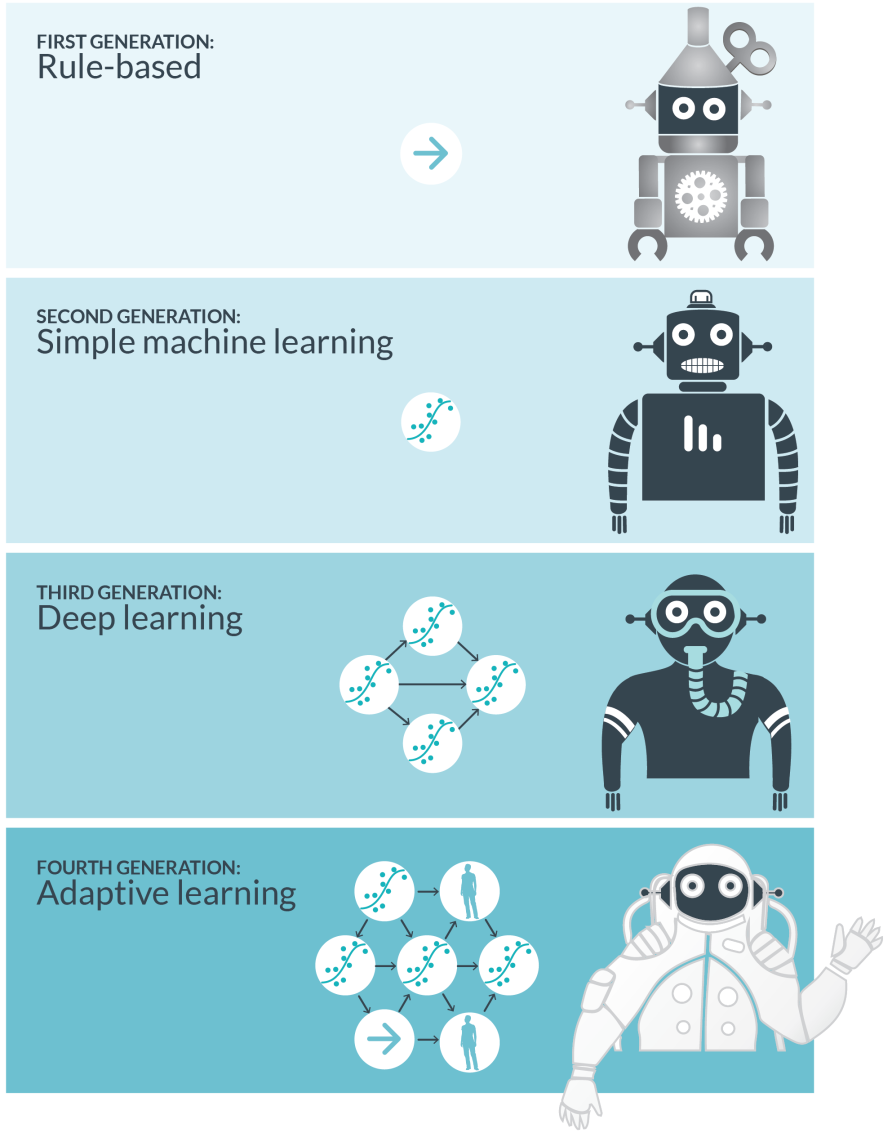 FIRST GENERATION:
Rule-based
SECOND GENERATION:
Simple machine learning
THIRD GENERATION:
Deep learning
FOURTH GENERATION:
Adaptive learning